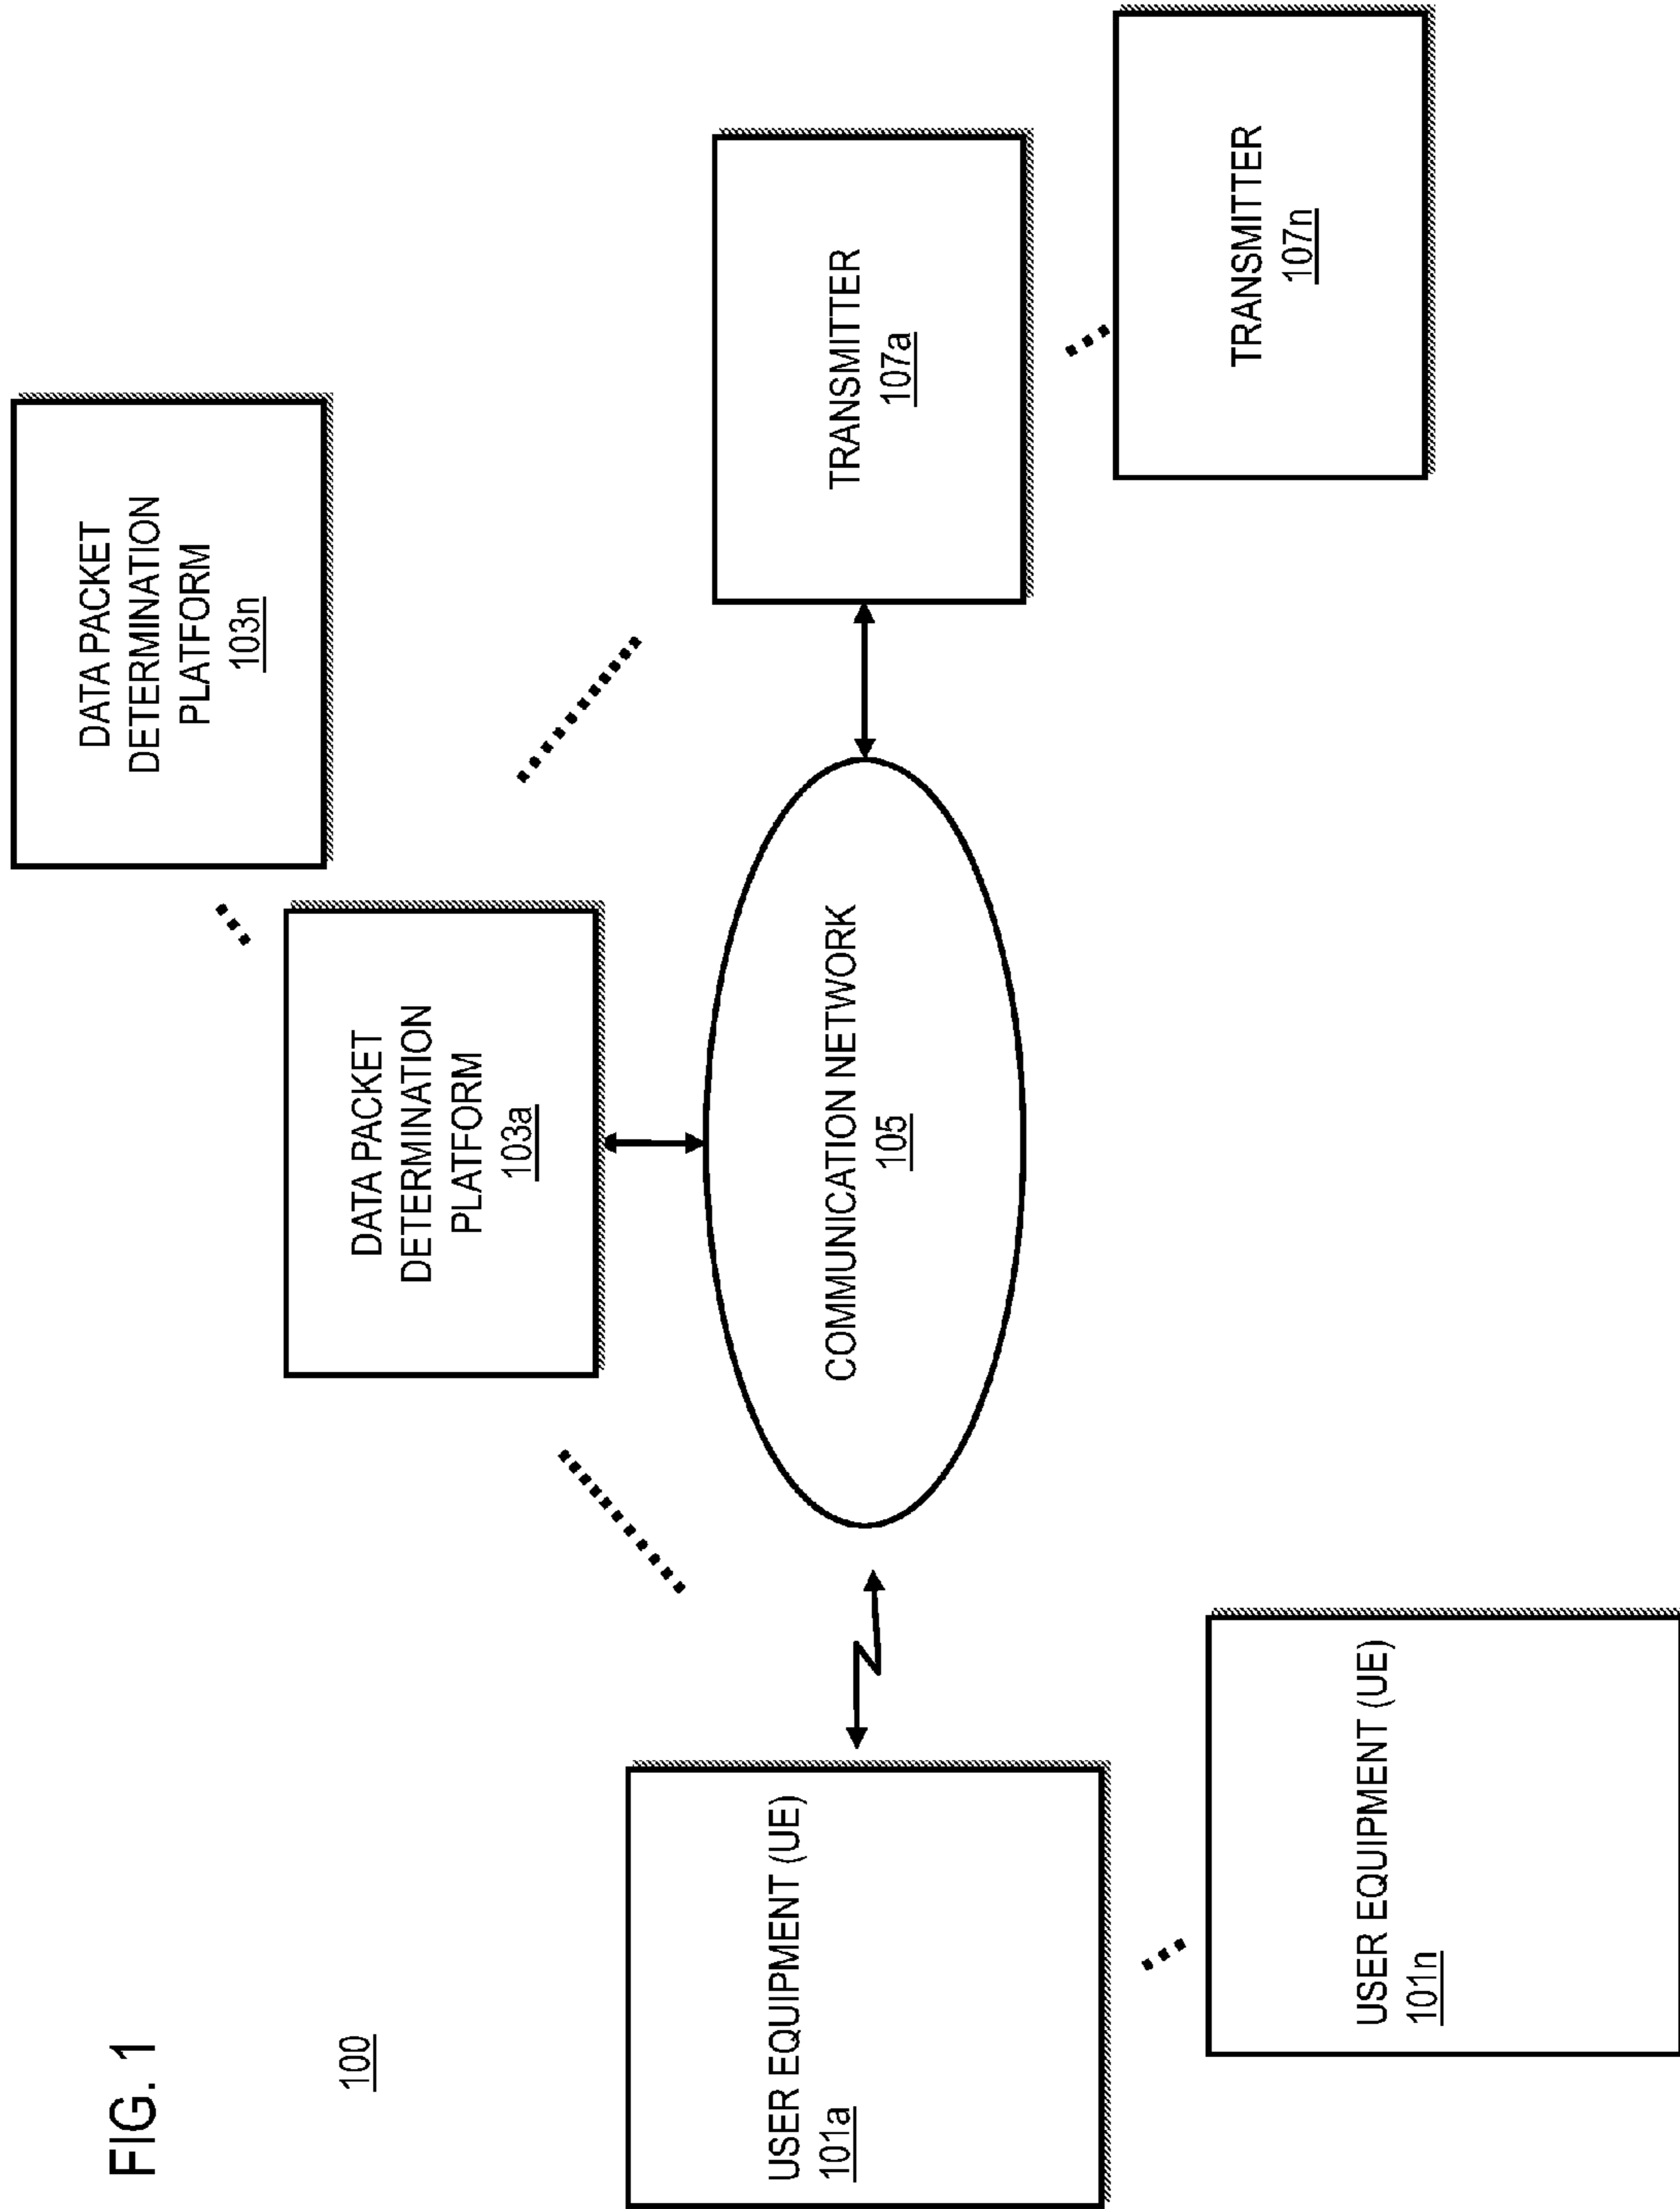 FIG. 1
100
DATA PACKET
DETERMINATION
PLATFORM
103n
DATA PACKET
DETERMINATION
PLATFORM
103a
USER EQUIPMENT (UE)
101a
COMMUNICATION NETWORK
105
TRANSMITTER
107a
USER EQUIPMENT (UE)
101n
TRANSMITTER
107n